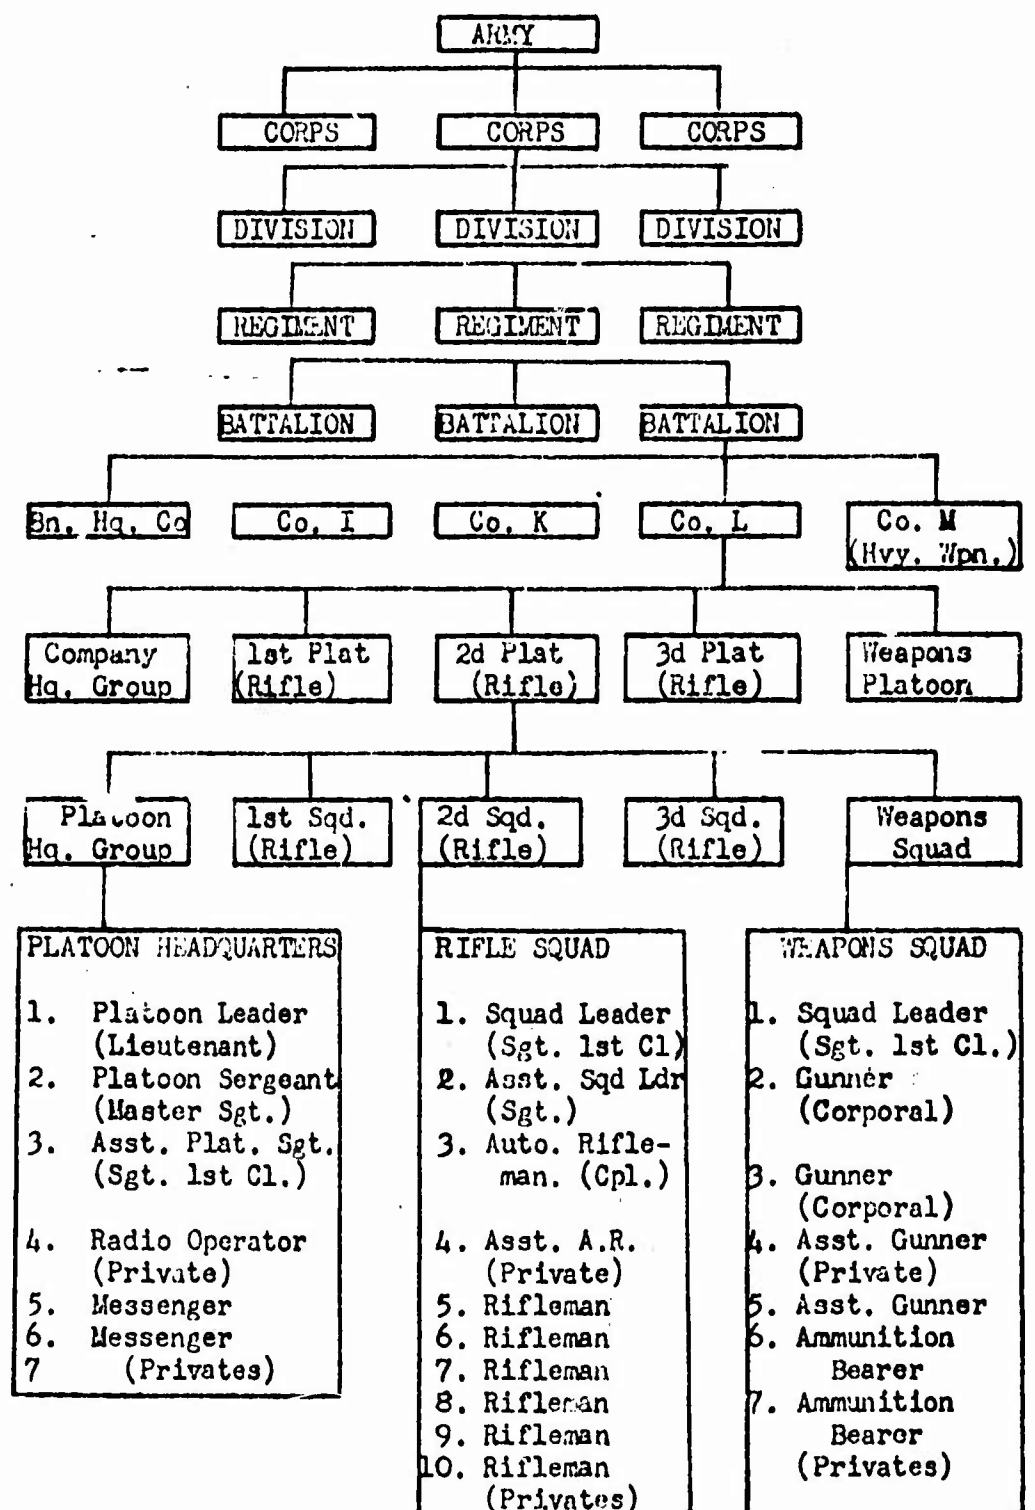 ARMY
CORPS CORPS CORPS
DIVISION DIVISION DIVISION
REGIMENT REGIMENT REGIMENT
BATTALION BATTALION BATTALION
Bn. Hq. Co Co. I Co. K Co. L Co. M
(Hvy. Wpn.)
Company 1st Plat 2d Plat 3d Plat Weapons
Hq. Group (Rifle) (Rifle) (Rifle) Platoon
Platoon 1st Sqd. 2d Sqd. 3d Sqd. Weapons
Hq. Group (Rifle) (Rifle) (Rifle) Squad
PLATOON HEADQUARTERS
1. Platoon Leader
(Lieutenant)
2. Platoon Sergeant
(Master Sgt.)
3. Asst. Plat. Sgt.
(Sgt. 1st Cl.)
4. Radio Operator
(Private)
5. Messenger
6. Messenger
7 (Privates)
RIFLE SQUAD
1. Squad Leader
(Sgt. 1st Cl)
2. Asst. Sqd Ldr
(Sgt.)
3. Auto. Rifle-
man. (Cpl.)
4. Asst. A.R.
(Private)
5. Rifleman
6. Rifleman
7. Rifleman
8. Rifleman
9. Rifleman
10. Rifleman
(Privates)
WEAPONS SQUAD
1. Squad Leader
(Sgt. 1st Cl.)
2. Gunner
(Corporal)
3. Gunner
(Corporal)
4. Asst. Gunner
(Private)
5. Asst. Gunner
6. Ammunition
Bearer
7. Ammunition
Bearer
(Privates)